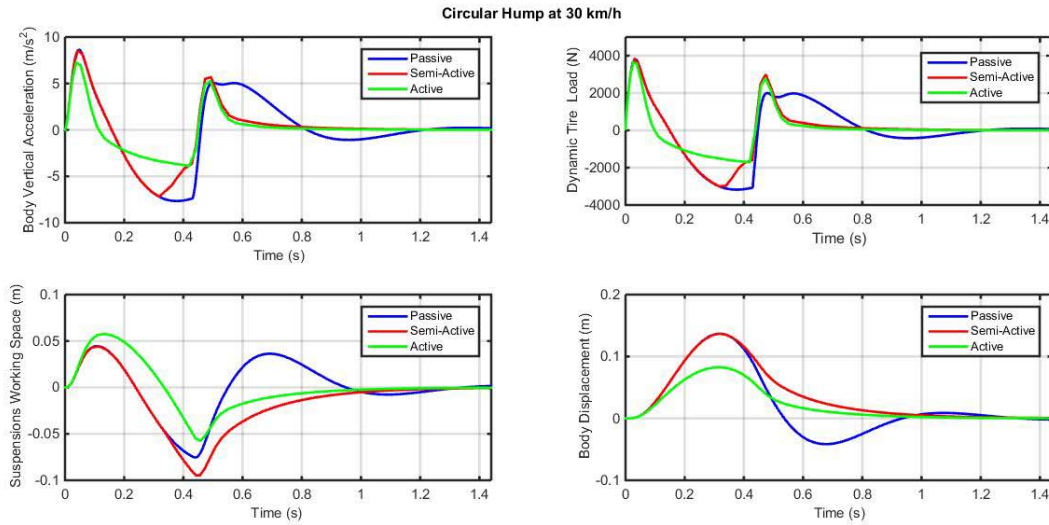 Circular Hump at 30 km/h
Body Vertical Acceleration (m/s²)
10
5
0
-5
-10
0 0.2 0.4 0.6 0.8 1 1.2 1.4
Time (s)
Passive
Semi-Active
Active
Dynamic Tire Load (N)
4000
2000
0
-2000
-4000
0 0.2 0.4 0.6 0.8 1 1.2 1.4
Time (s)
Passive
Semi-Active
Active
Suspensions Working Space (m)
0.1
0.05
0
-0.05
-0.1
0 0.2 0.4 0.6 0.8 1 1.2 1.4
Time (s)
Passive
Semi-Active
Active
Body Displacement (m)
0.2
0.1
0
-0.1
0 0.2 0.4 0.6 0.8 1 1.2 1.4
Time (s)
Passive
Semi-Active
Active